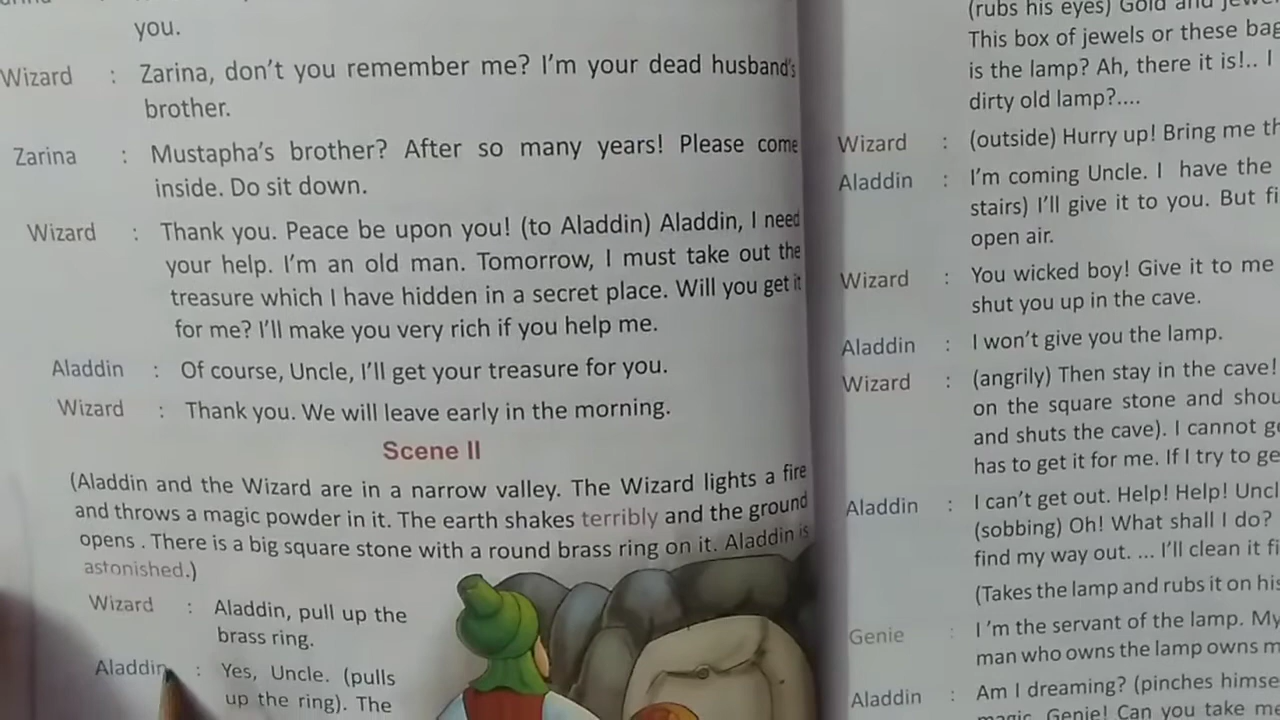 you.
Wizard : Zarina, don't you remember me? I'm your dead husband's
brother.
Zarina : Mustapha's brother? After so many years! Please come
inside. Do sit down.
Wizard : Thank you. Peace be upon you! (to Aladdin) Aladdin, I need
your help. I'm an old man. Tomorrow, I must take out the
treasure which I have hidden in a secret place. Will you get it
for me? I'll make you very rich if you help me.
Aladdin : Of course, Uncle, I'll get your treasure for you.
Wizard : Thank you. We will leave early in the morning.
Scene II
(Aladdin and the Wizard are in a narrow valley. The Wizard lights a fire
and throws a magic powder in it. The earth shakes terribly and the ground
opens . There is a big square stone with a round brass ring on it. Aladdin is
astonished.)
Wizard : Aladdin, pull up the
brass ring.
Aladdin : Yes, Uncle. (pulls
up the ring). The
(rubs his eyes) Gold and
This box of jewels or these
is the lamp? Ah, there it is!.. I
dirty old lamp?....
Wizard : (outside) Hurry up! Bring me
Aladdin : I'm coming Uncle. I have the
stairs) I'll give it to you. But
open air.
Wizard : You wicked boy! Give it to me
shut you up in the cave.
Aladdin : I won't give you the lamp.
Wizard : (angrily) Then stay in the cave!
on the square stone and
and shuts the cave). I cannot
has to get it for me. If I try to
Aladdin : I can't get out. Help! Help!
(sobbing) Oh! What shall I do?
find my way out. ... I'll clean it
(Takes the lamp and rubs it on
Genie : I'm the servant of the lamp. My
man who owns the lamp owns
Aladdin : Am I dreaming? (pinches
magic. Genie! Can you take me